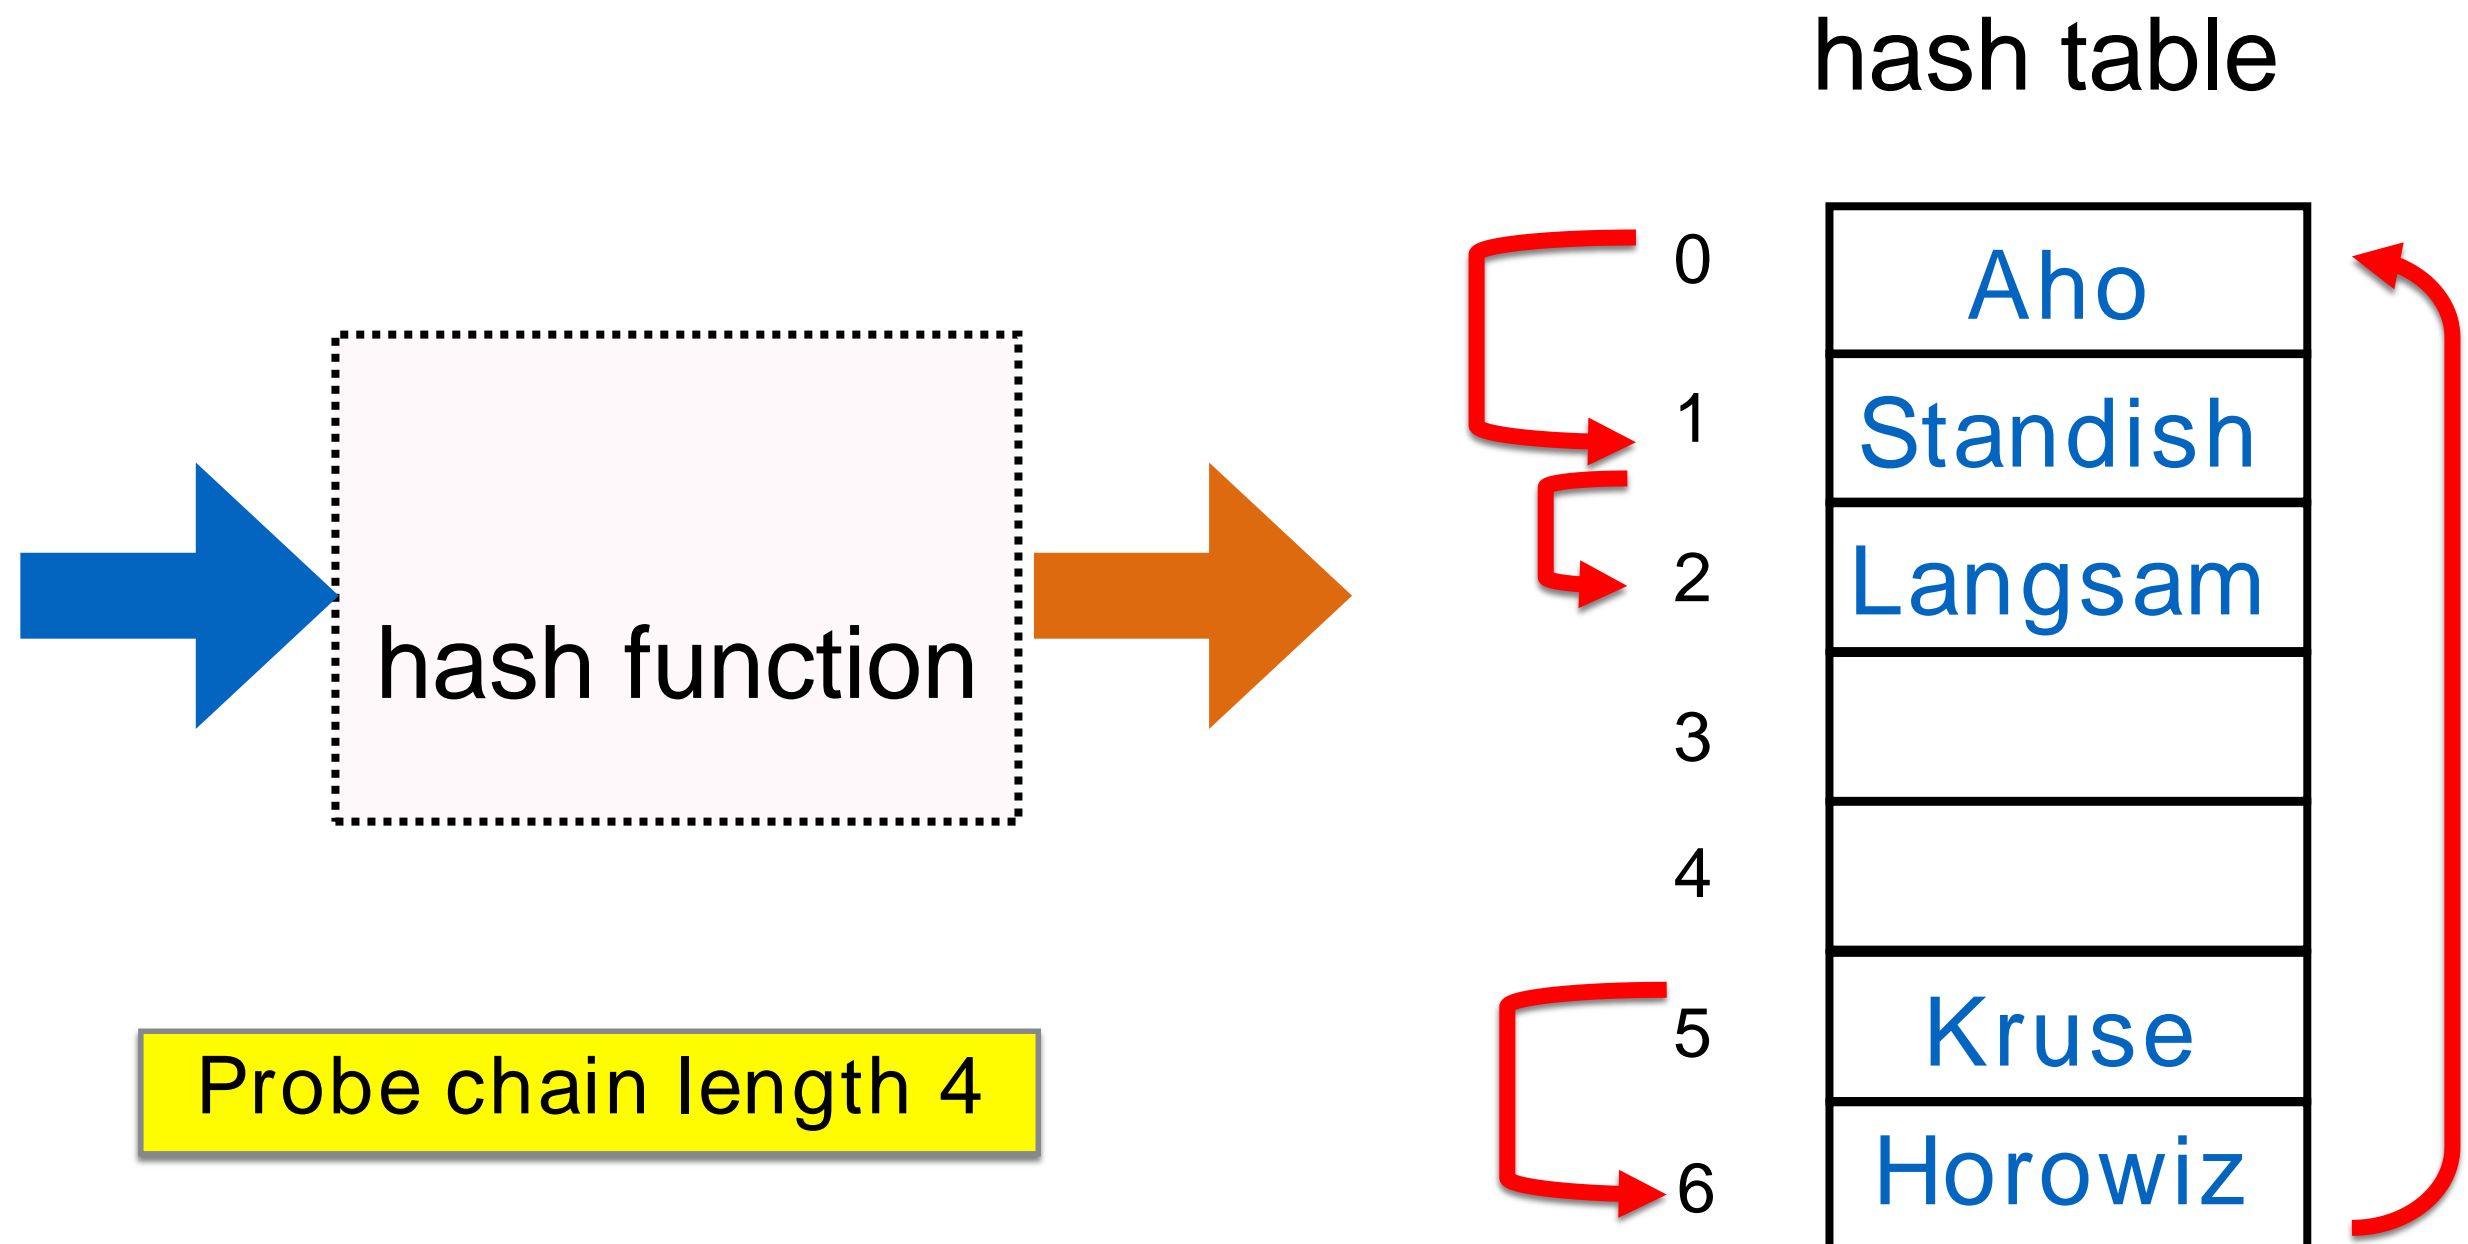 hash table
0
Aho
1
Standish
2
Langsam
hash function
3
4
5
Kruse
Probe chain length 4
6
Horowiz